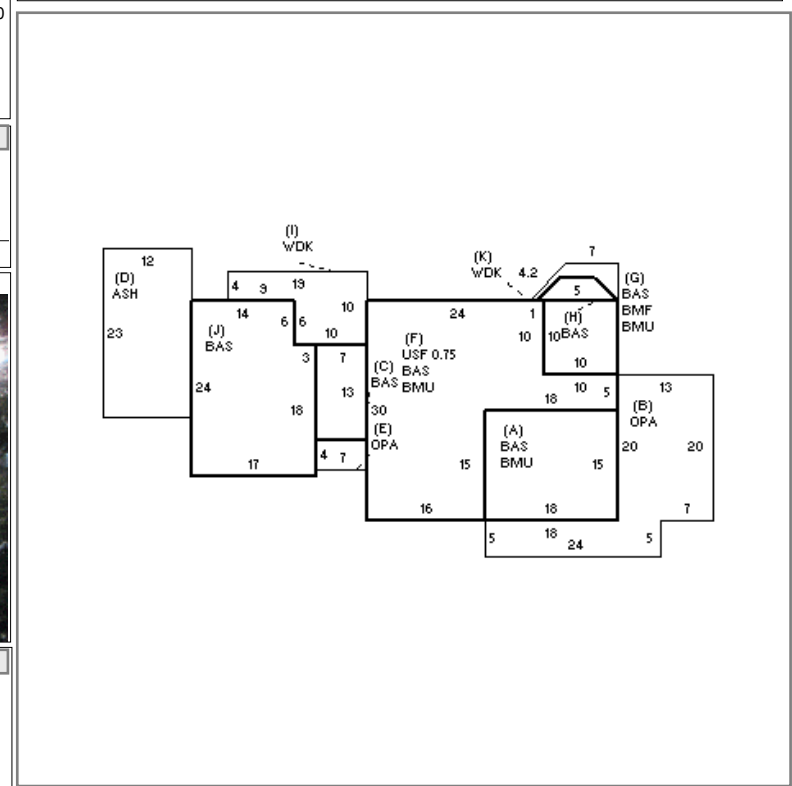 (I)
WDK
(K)
WDK
4.2
7
12
(D)
ASH
23
4
9
19
10
5
(G)
BAS
BMF
BMU
14
6
6
10
(J)
BAS
24
1
(H)
BAS
10
10
10
(F)
USF 0.75
BAS
BMU
3
7
(C)
BAS
13
24
18
30
(E)
OPA
10
5
18
13
(B)
OPA
20
20
(A)
BAS
BMU
15
15
17
4
7
16
18
7
5
18
24
5